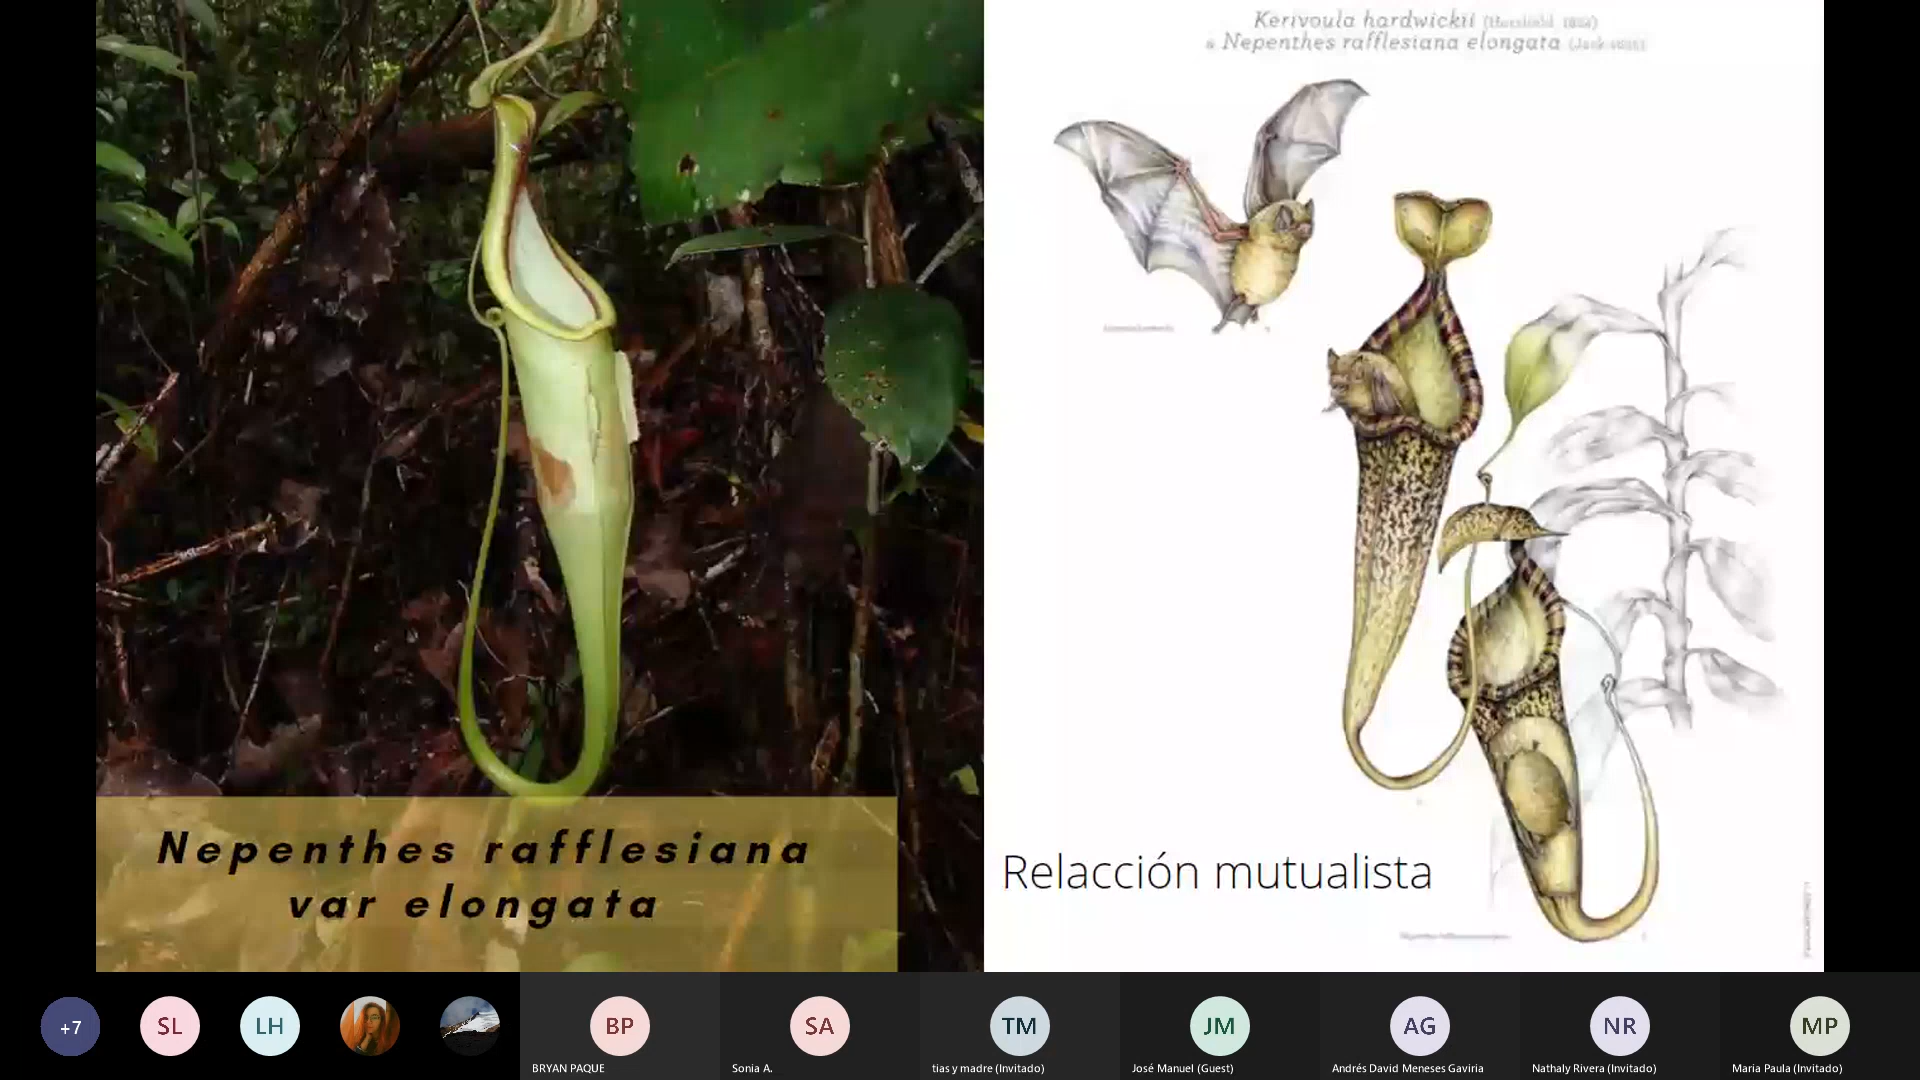 Kerivoula hardwickii
& Nepenthes rafflesiana elongata
Nepenthes rafflesiana
var elongata
Relacción mutualista
+7
SL
LH
BP
SA
TM
JM
AG
NR
MP
BRYAN PAQUE
Sonia A.
tias y madre (Invitado)
José Manuel (Guest)
Andrés David Meneses Gaviria
Nathaly Rivera (Invitado)
Maria Paula (Invitado)